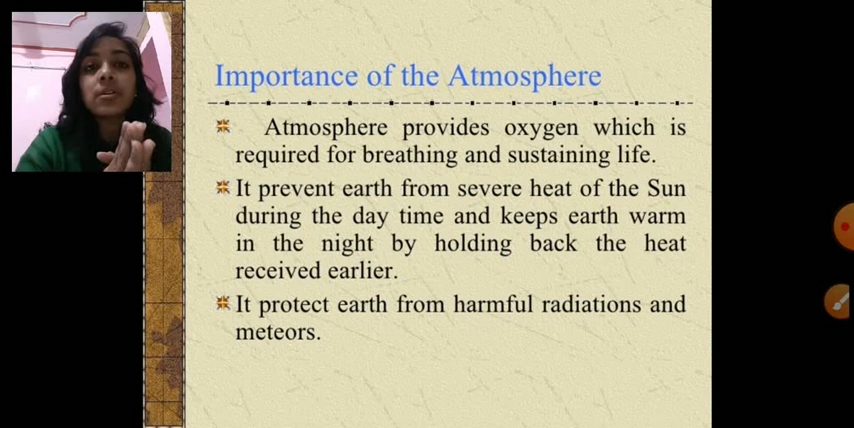 Importance of the Atmosphere
Atmosphere provides oxygen which is
required for breathing and sustaining life.
It prevent earth from severe heat of the Sun
during the day time and keeps earth warm
in the night by holding back the heat
received earlier.
It protect earth from harmful radiations and
meteors.